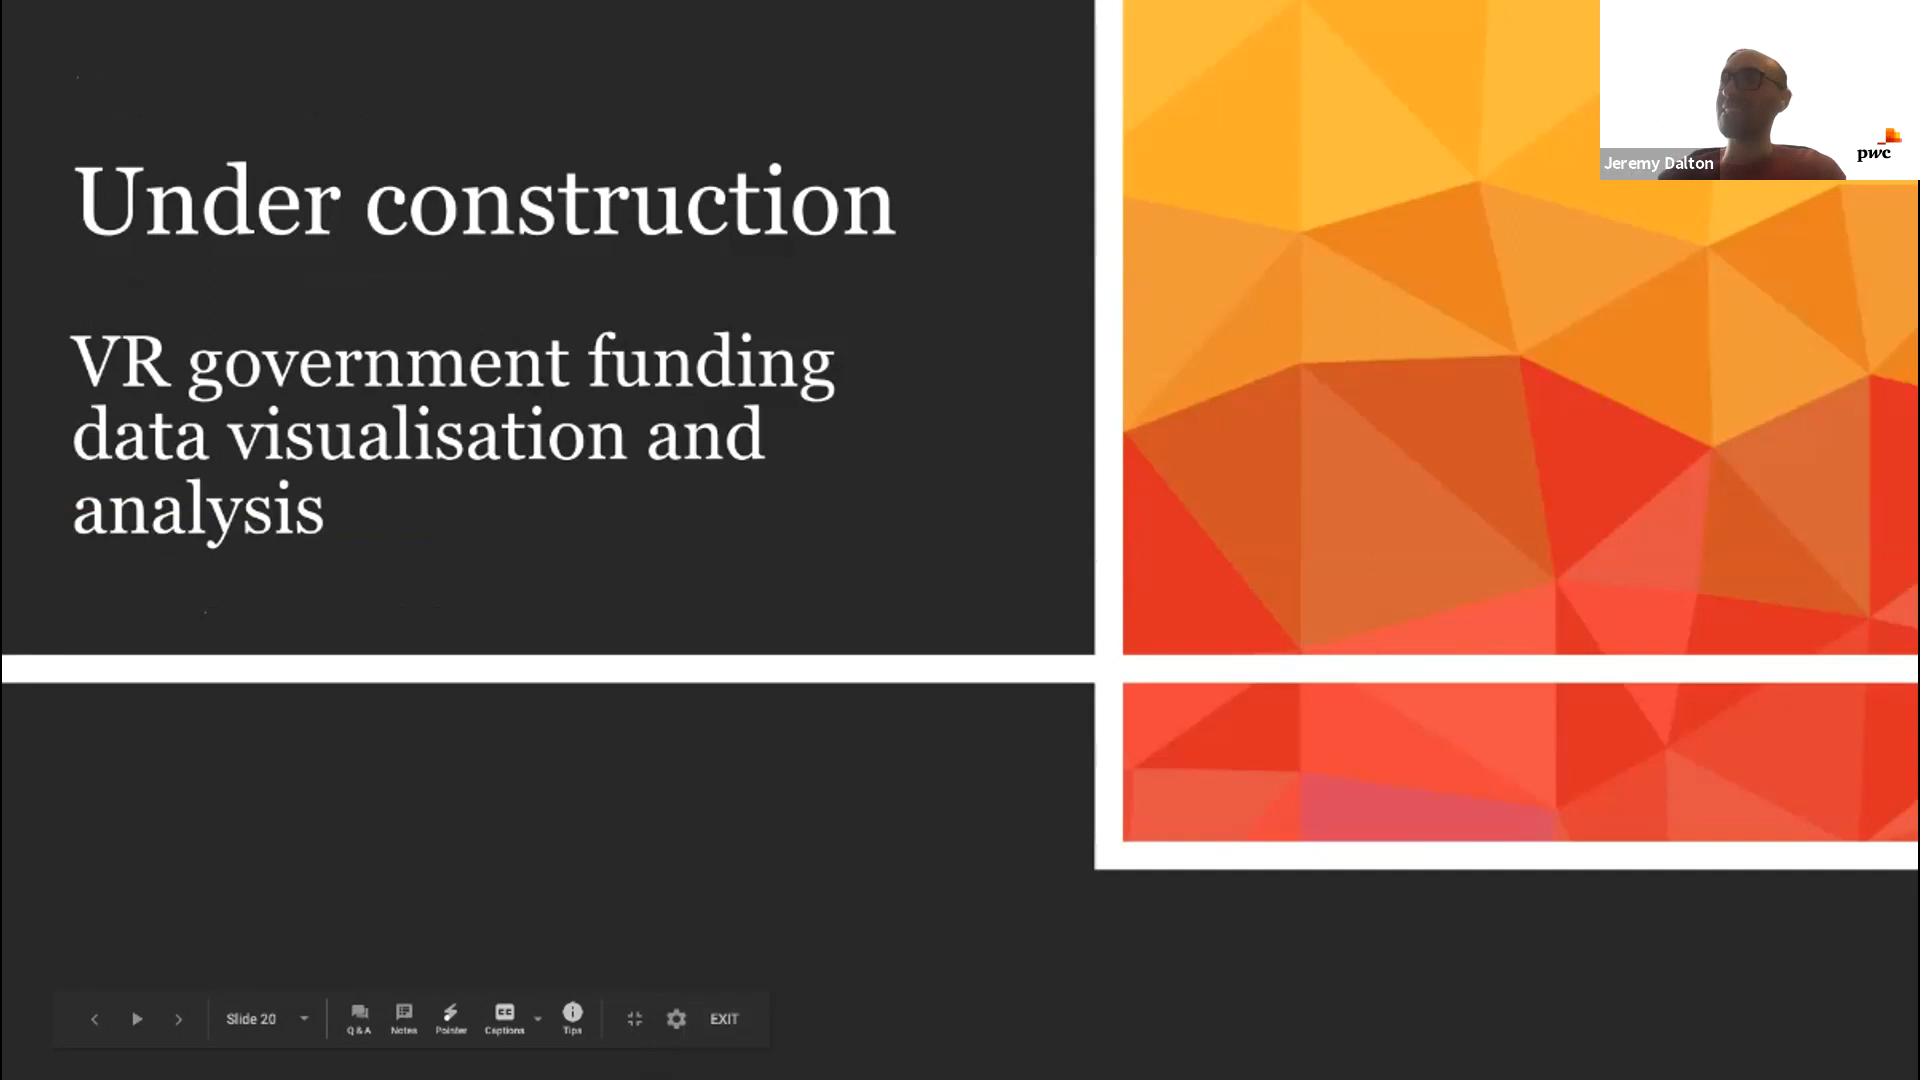 Under construction
VR government funding
data visualisation and
analysis
Jeremy Dalton
pwc
Slide 20
Q & A
Notes
Pointer
Captions
Tips
EXIT